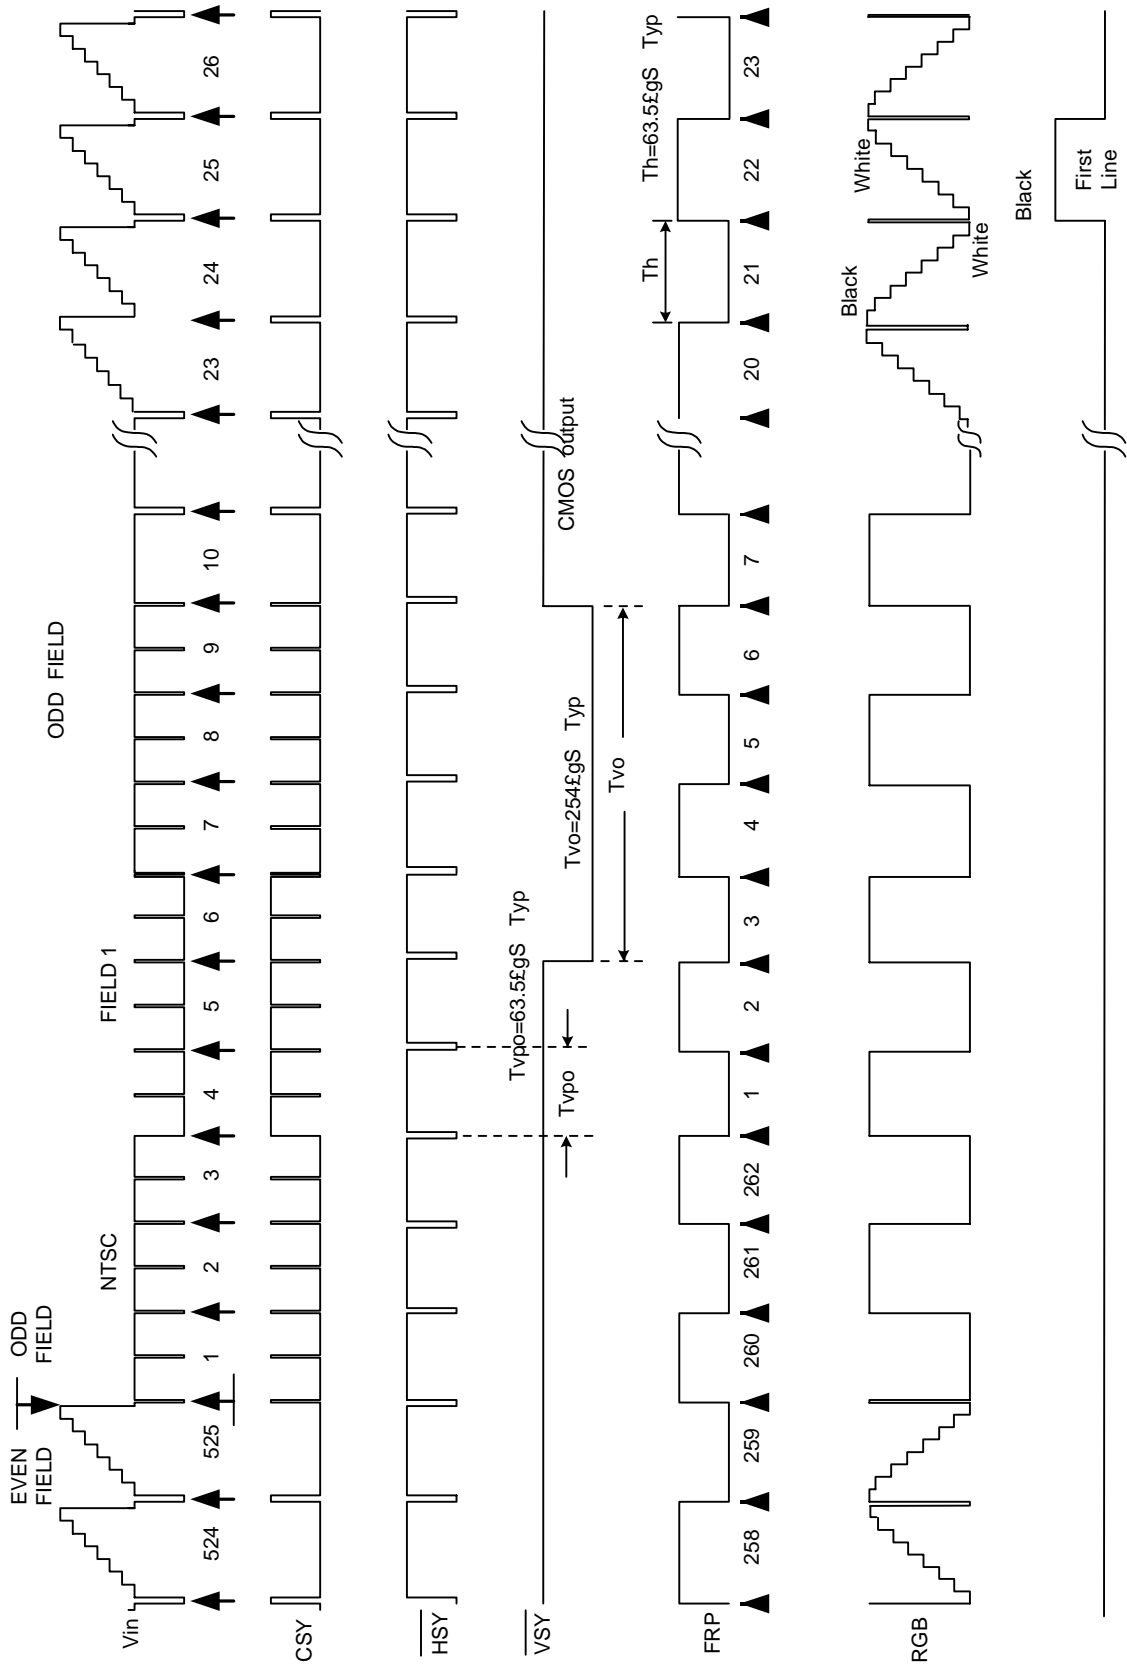 EVEN FIELD
ODD FIELD
NTSC
FIELD 1
ODD FIELD
Vin
524
525
1
2
3
4
5
6
7
8
9
10
23
24
25
26
CSY
HSY
VSY
Tvpo=63.5£gS Typ
Tvpo
Tvo=254£gS Typ
Tvo
CMOS output
Th=63.5£gS Typ
Th
FRP
258
259
260
261
262
1
2
3
4
5
6
7
20
21
22
23
RGB
Black
White
White
Black
First
Line